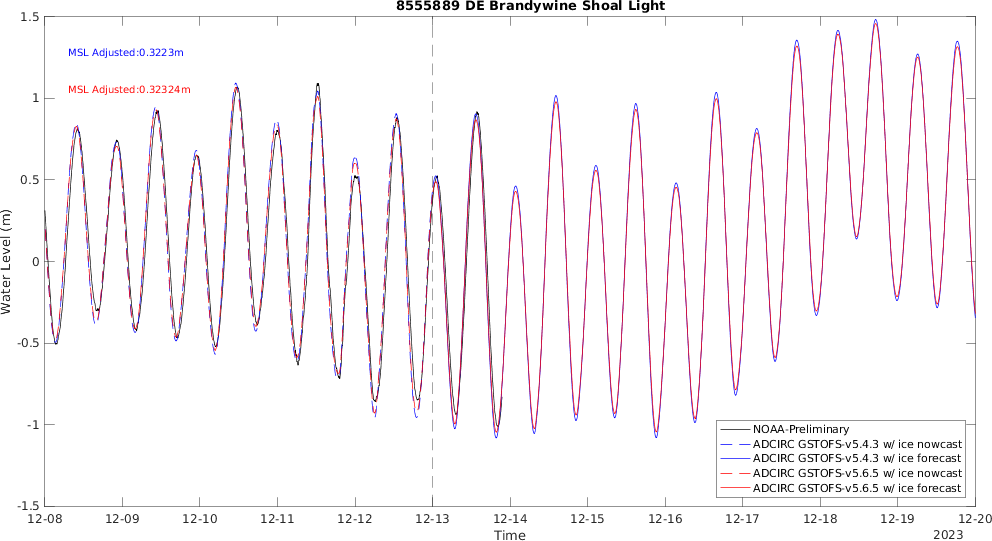 8555889 DE Brandywine Shoal Light
MSL Adjusted:0.3223m
MSL Adjusted:0.32324m
Water Level (m)
1.5
1
0.5
0
-0.5
-1
-1.5
NOAA-Preliminary
ADCIRC GSTOFS-v5.4.3 w/ ice nowcast
ADCIRC GSTOFS-v5.4.3 w/ ice forecast
ADCIRC GSTOFS-v5.6.5 w/ ice nowcast
ADCIRC GSTOFS-v5.6.5 w/ ice forecast
12-08 12-09 12-10 12-11 12-12 12-13 12-14 12-15 12-16 12-17 12-18 12-19 12-20
Time
2023